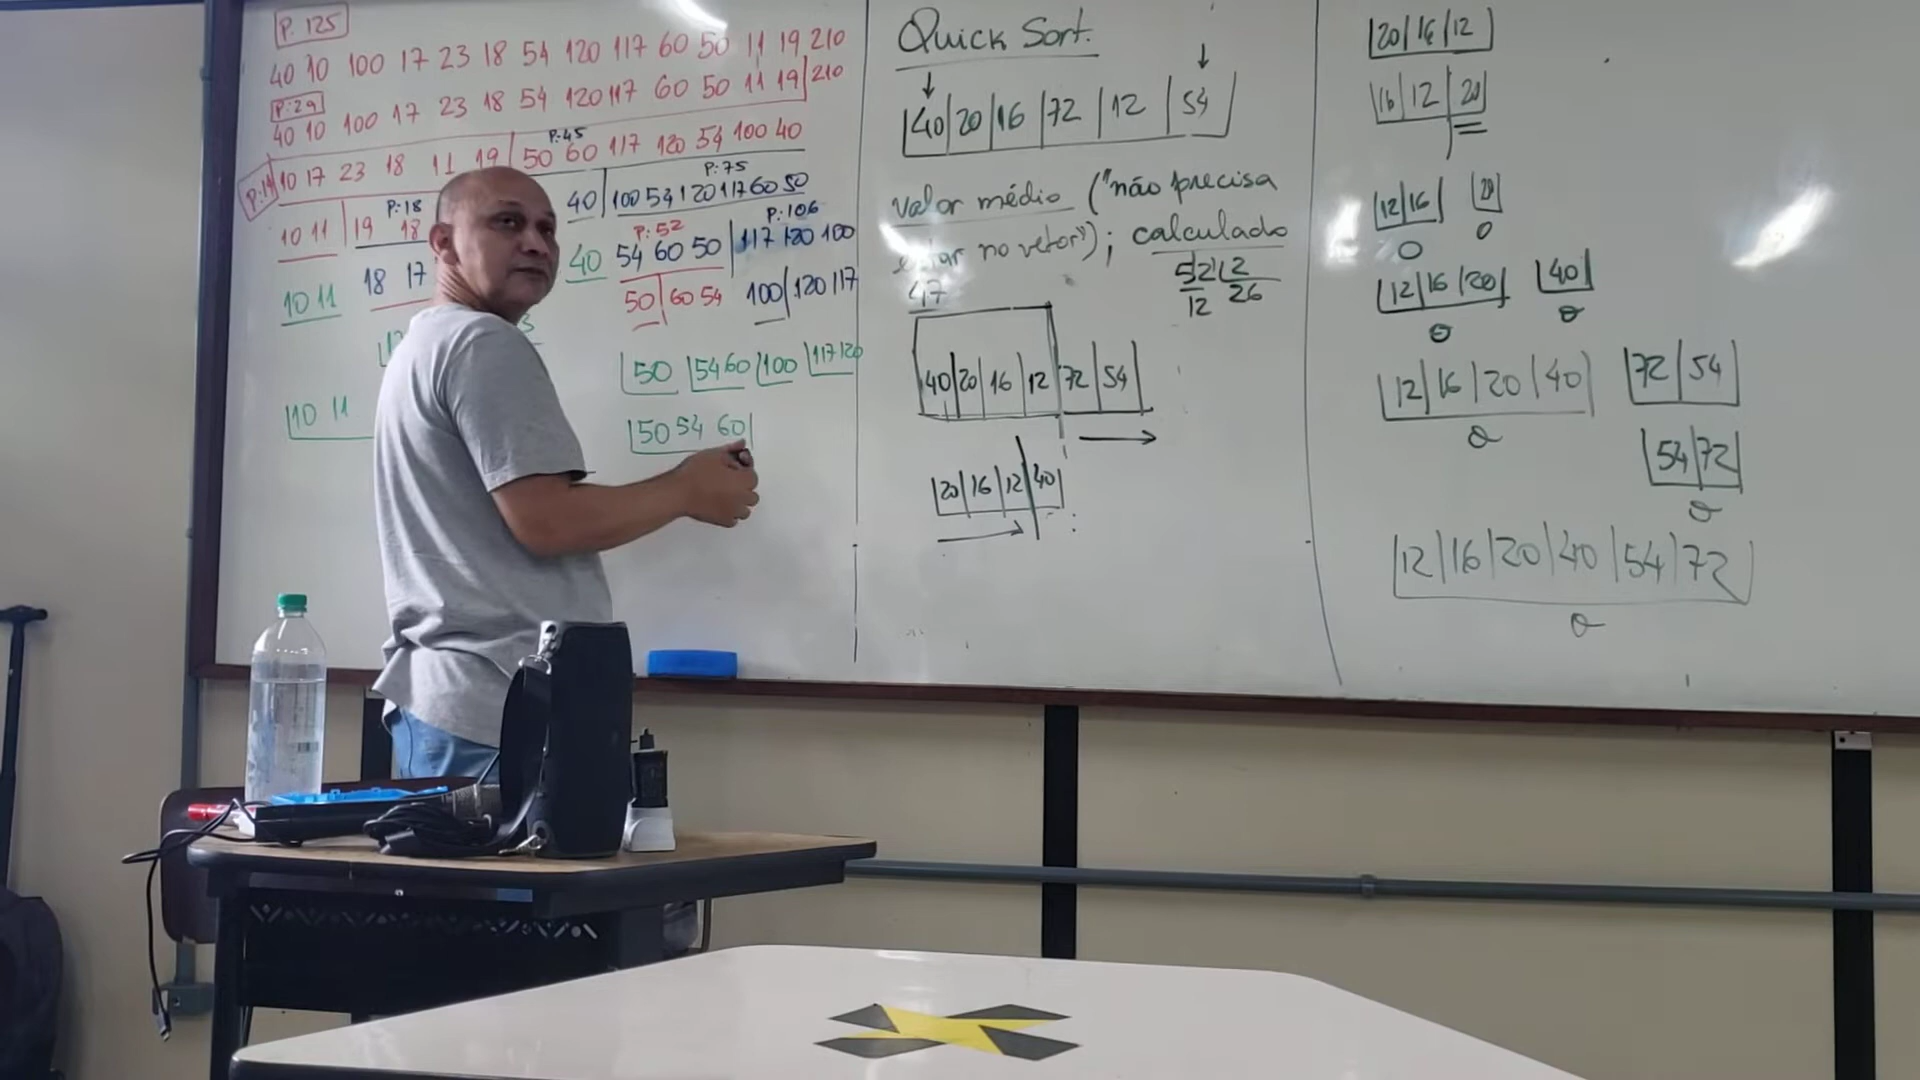 P. 125
40 10 100 17 23 18 54 120 117 60 50 11 19 210
P: 29
40 10 100 17 23 18 54 120 117 60 50 11 19 | 210
P: 45
10 17 23 18 11 19 | 50 60 117 120 54 100 40
P: 18
10 11 | 19 18
18 17
10 11
10 11
P: 75
40 | 100 54 120 117 60 50
P: 52
P: 106
40 54 60 50 | 117 120 100
50 | 60 54 100 | 120 117
50 | 54 60 | 100 | 117 120
50 54 60
Quick Sort.
40 | 20 | 16 | 72 | 12 | 54
valor médio ("não precisa
no vetor"); calculado
47
52 2
12 26
40 | 20 | 16 | 12 | 72 | 54
20 | 16 | 12 | 40
20 | 16 | 12
16 | 12 | 20
12 | 16 | 20
12 | 16 | 20 | 40
12 | 16 | 20 | 40 | 72 | 54
54 | 72
12 | 16 | 20 | 40 | 54 | 72